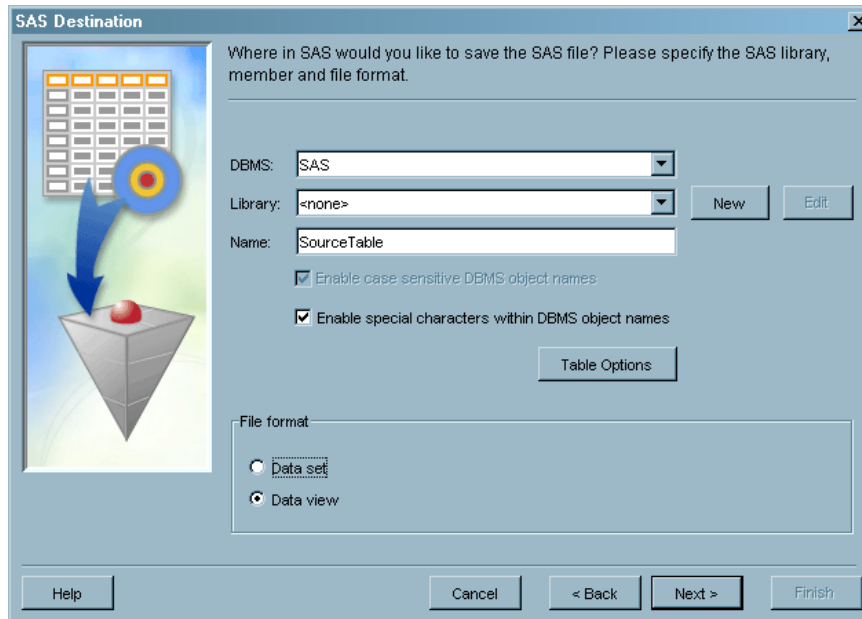 SAS Destination
Where in SAS would you like to save the SAS file? Please specify the SAS library,
member and file format.
DBMS: SAS
Library: <none> New Edit
Name: SourceTable
Enable case sensitive DBMS object names
Enable special characters within DBMS object names
Table Options
File format
Data set
Data view
Help Cancel < Back Next > Finish